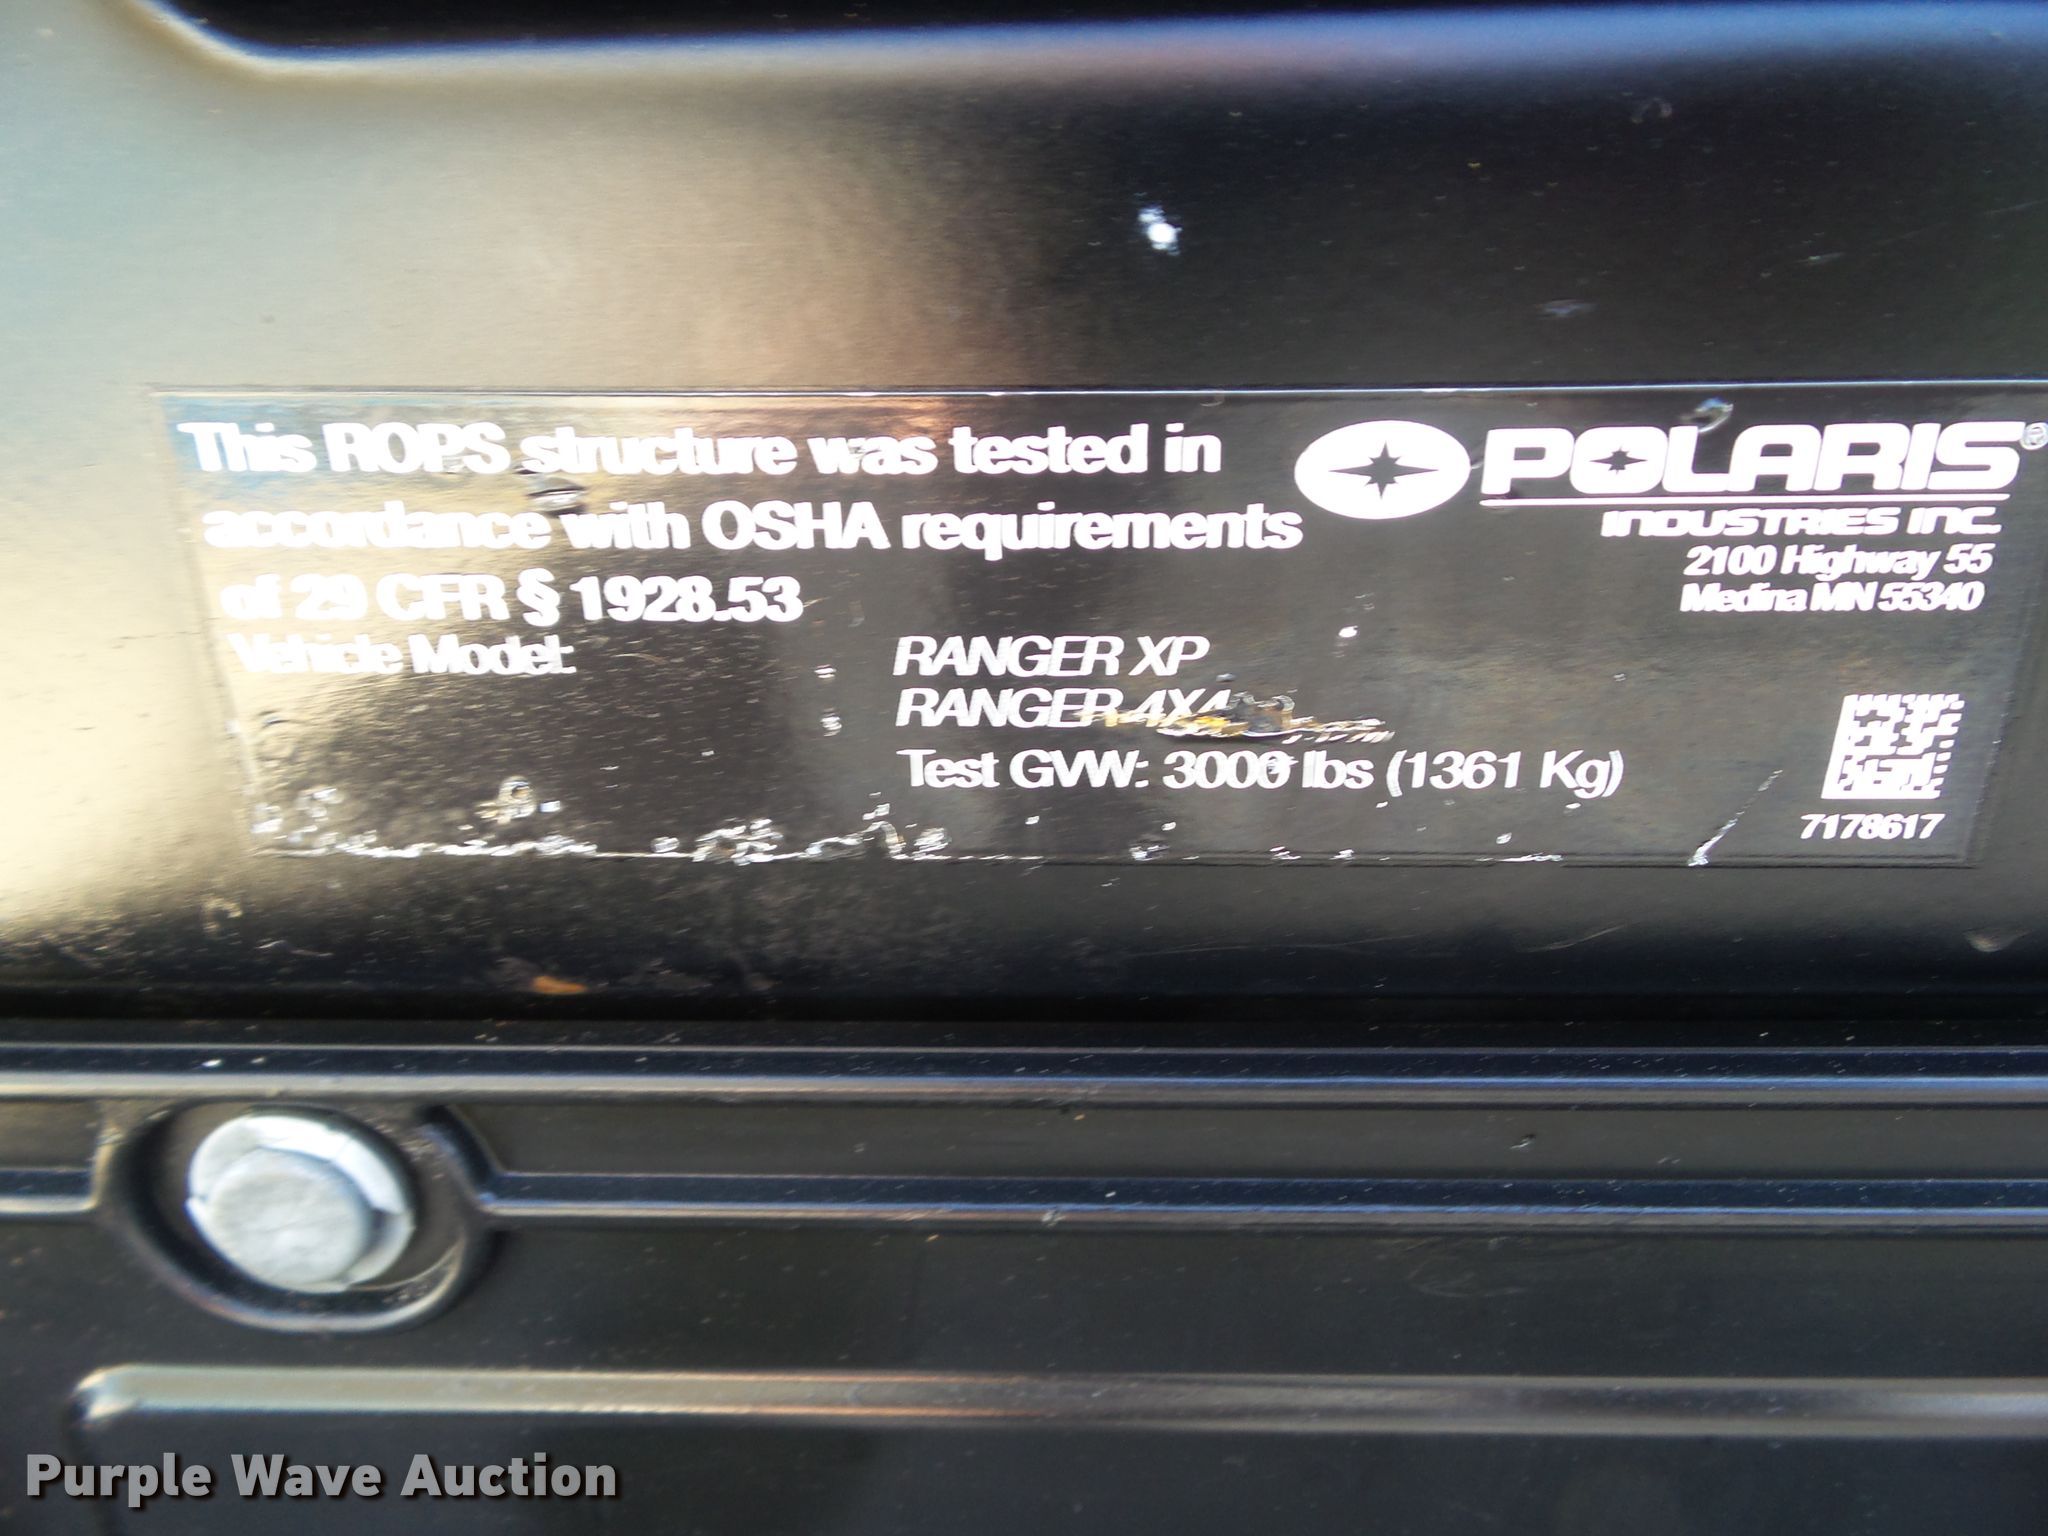 This ROPS structure was tested in
accordance with OSHA requirements
of 29 CFR § 1928.53
Vehicle Model:
RANGER XP
RANGER 4X4
Test GVW: 3000 lbs (1361 Kg)
POLARIS®
INDUSTRIES INC.
2100 Highway 55
Medina MN 55340
7178617
Purple Wave Auction